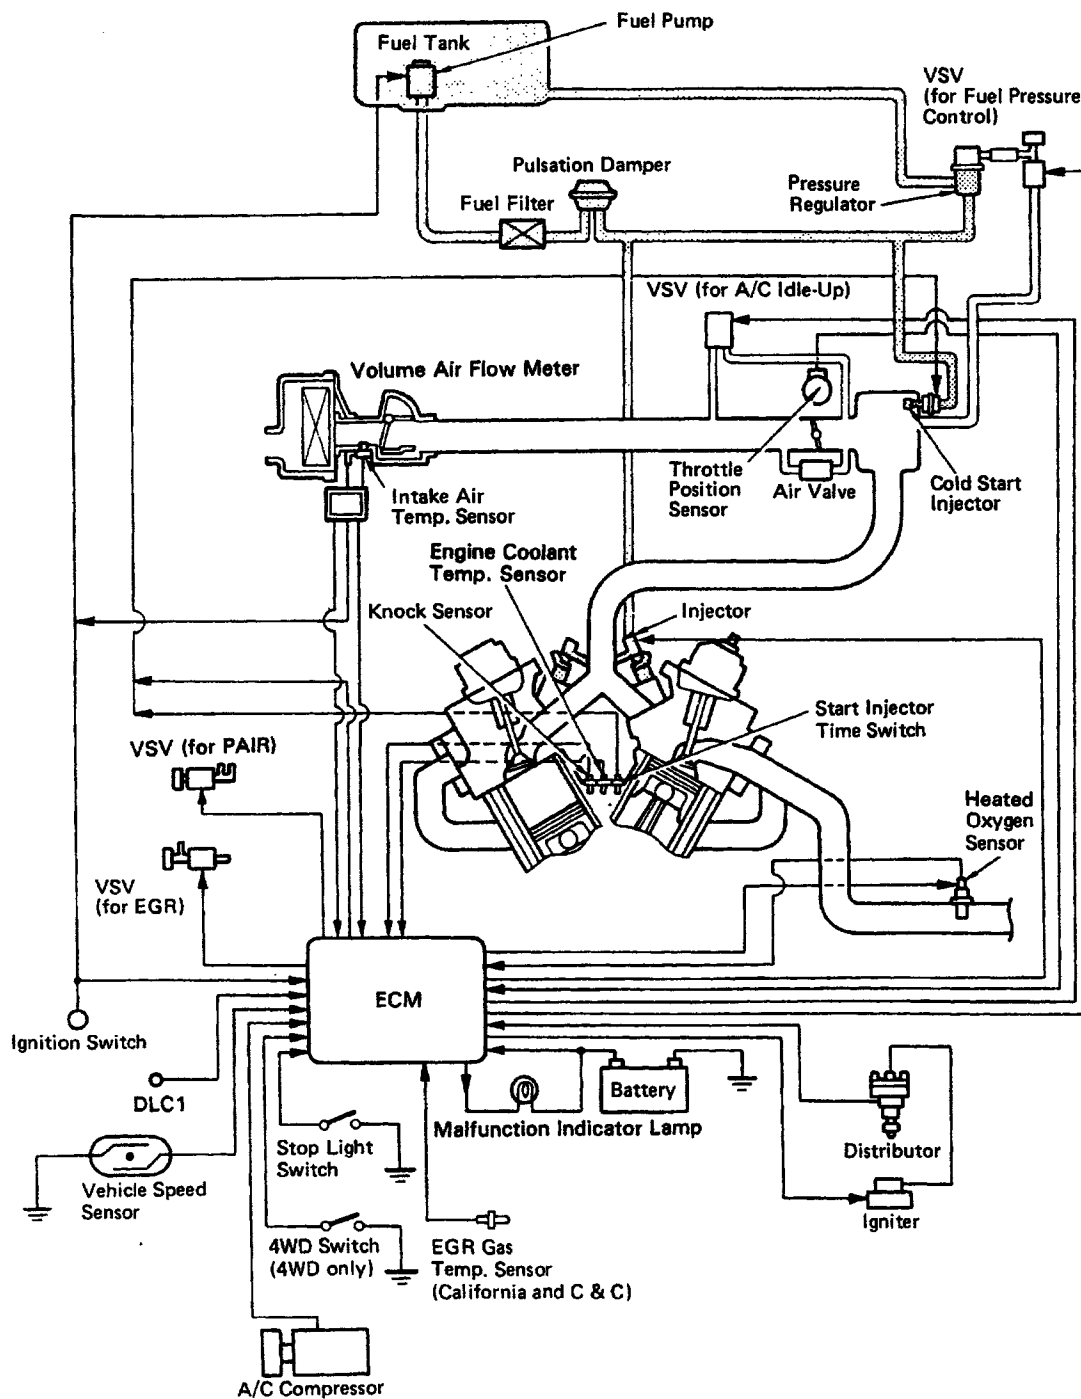 Fuel Pump
Fuel Tank
VSV
(for Fuel Pressure
Control)
Pulsation Damper
Pressure
Regulator
Fuel Filter
VSV (for A/C Idle-Up)
Volume Air Flow Meter
Throttle
Position
Sensor
Air Valve
Cold Start
Injector
Intake Air
Temp. Sensor
Engine Coolant
Temp. Sensor
Knock Sensor
Injector
Start Injector
Time Switch
VSV (for PAIR)
Heated
Oxygen
Sensor
VSV
(for EGR)
ECM
Ignition Switch
DLC1
Battery
Malfunction Indicator Lamp
Stop Light
Switch
Distributor
Vehicle Speed
Sensor
Igniter
4WD Switch
(4WD only)
EGR Gas
Temp. Sensor
(California and C & C)
A/C Compressor